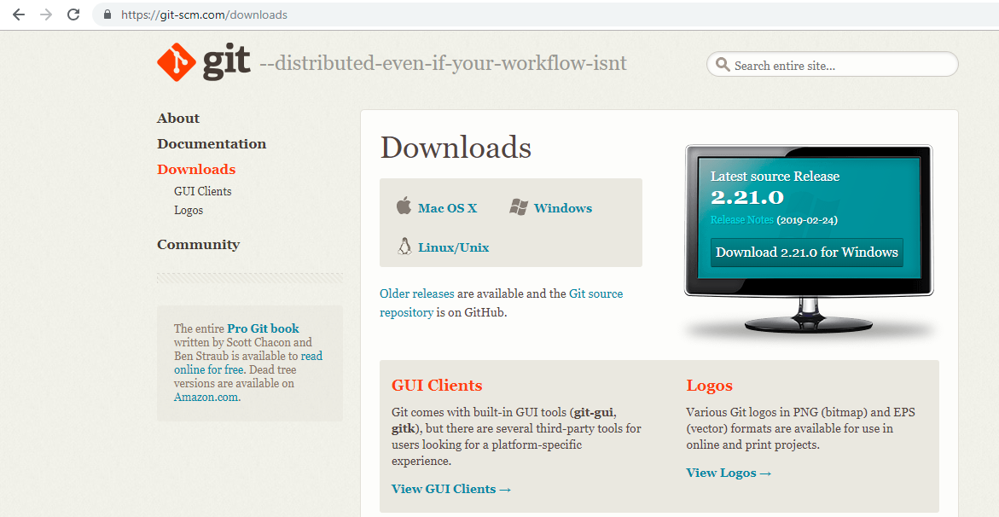 https://git-scm.com/downloads
git --distributed-even-if-your-workflow-isnt
Search entire site...
About
Documentation
Downloads
GUI Clients
Logos
Community
The entire Pro Git book
written by Scott Chacon and
Ben Straub is available to read
online for free. Dead tree
versions are available on
Amazon.com.
Downloads
Mac OS X
Windows
Linux/Unix
Older releases are available and the Git source
repository is on GitHub.
Latest source Release
2.21.0
Release Notes (2019-02-24)
Download 2.21.0 for Windows
GUI Clients
Git comes with built-in GUI tools (git-gui,
gitk), but there are several third-party tools for
users looking for a platform-specific
experience.
View GUI Clients →
Logos
Various Git logos in PNG (bitmap) and EPS
(vector) formats are available for use in
online and print projects.
View Logos →